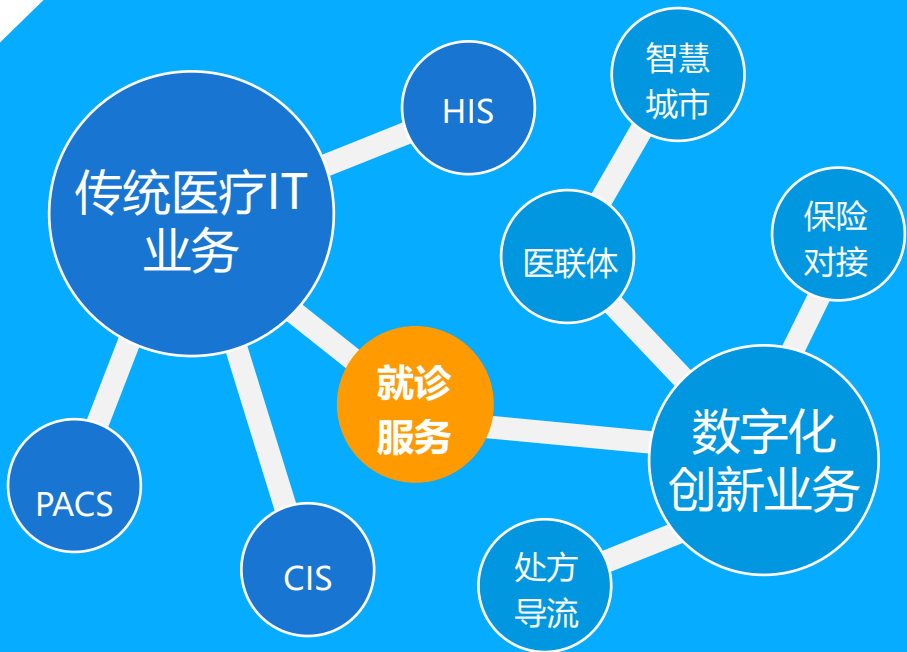 传统医疗IT
业务
HIS
智慧
城市
医联体
保险
对接
就诊
服务
数字化
创新业务
PACS
CIS
处方
导流